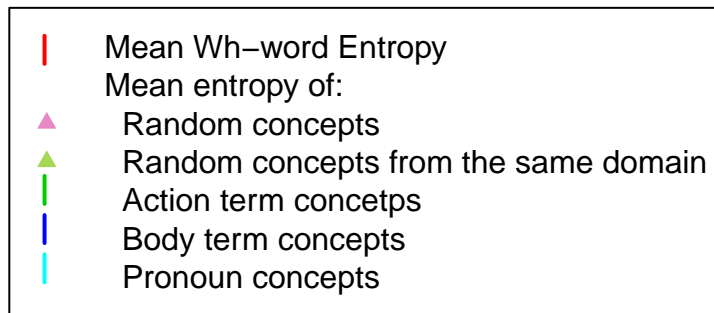 Mean Wh−word Entropy
Mean entropy of:
Random concepts
Random concepts from the same domain
Action term concetps
Body term concepts
Pronoun concepts